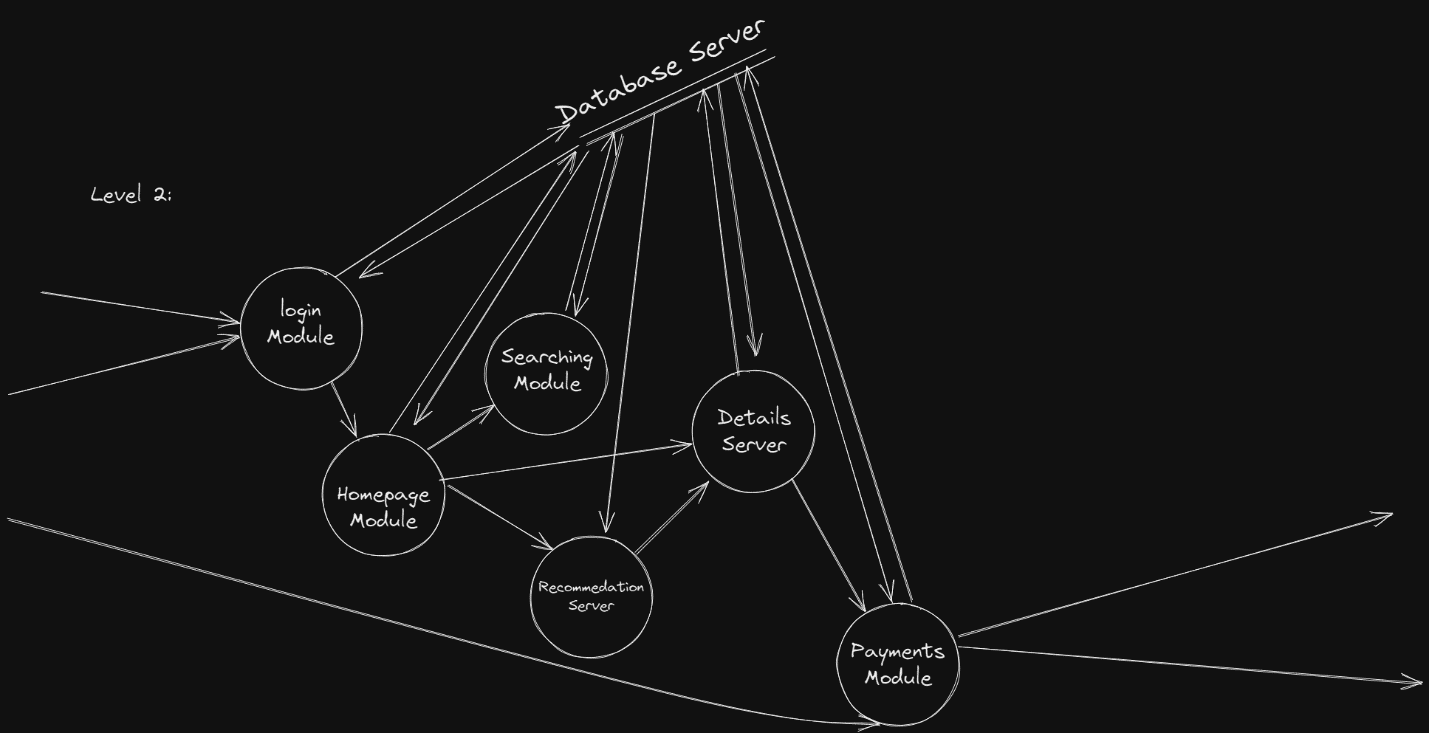 Database Server
Level 2:
login
Module
Searching
Module
Details
Server
Homepage
Module
Recommedation
Server
Payments
Module